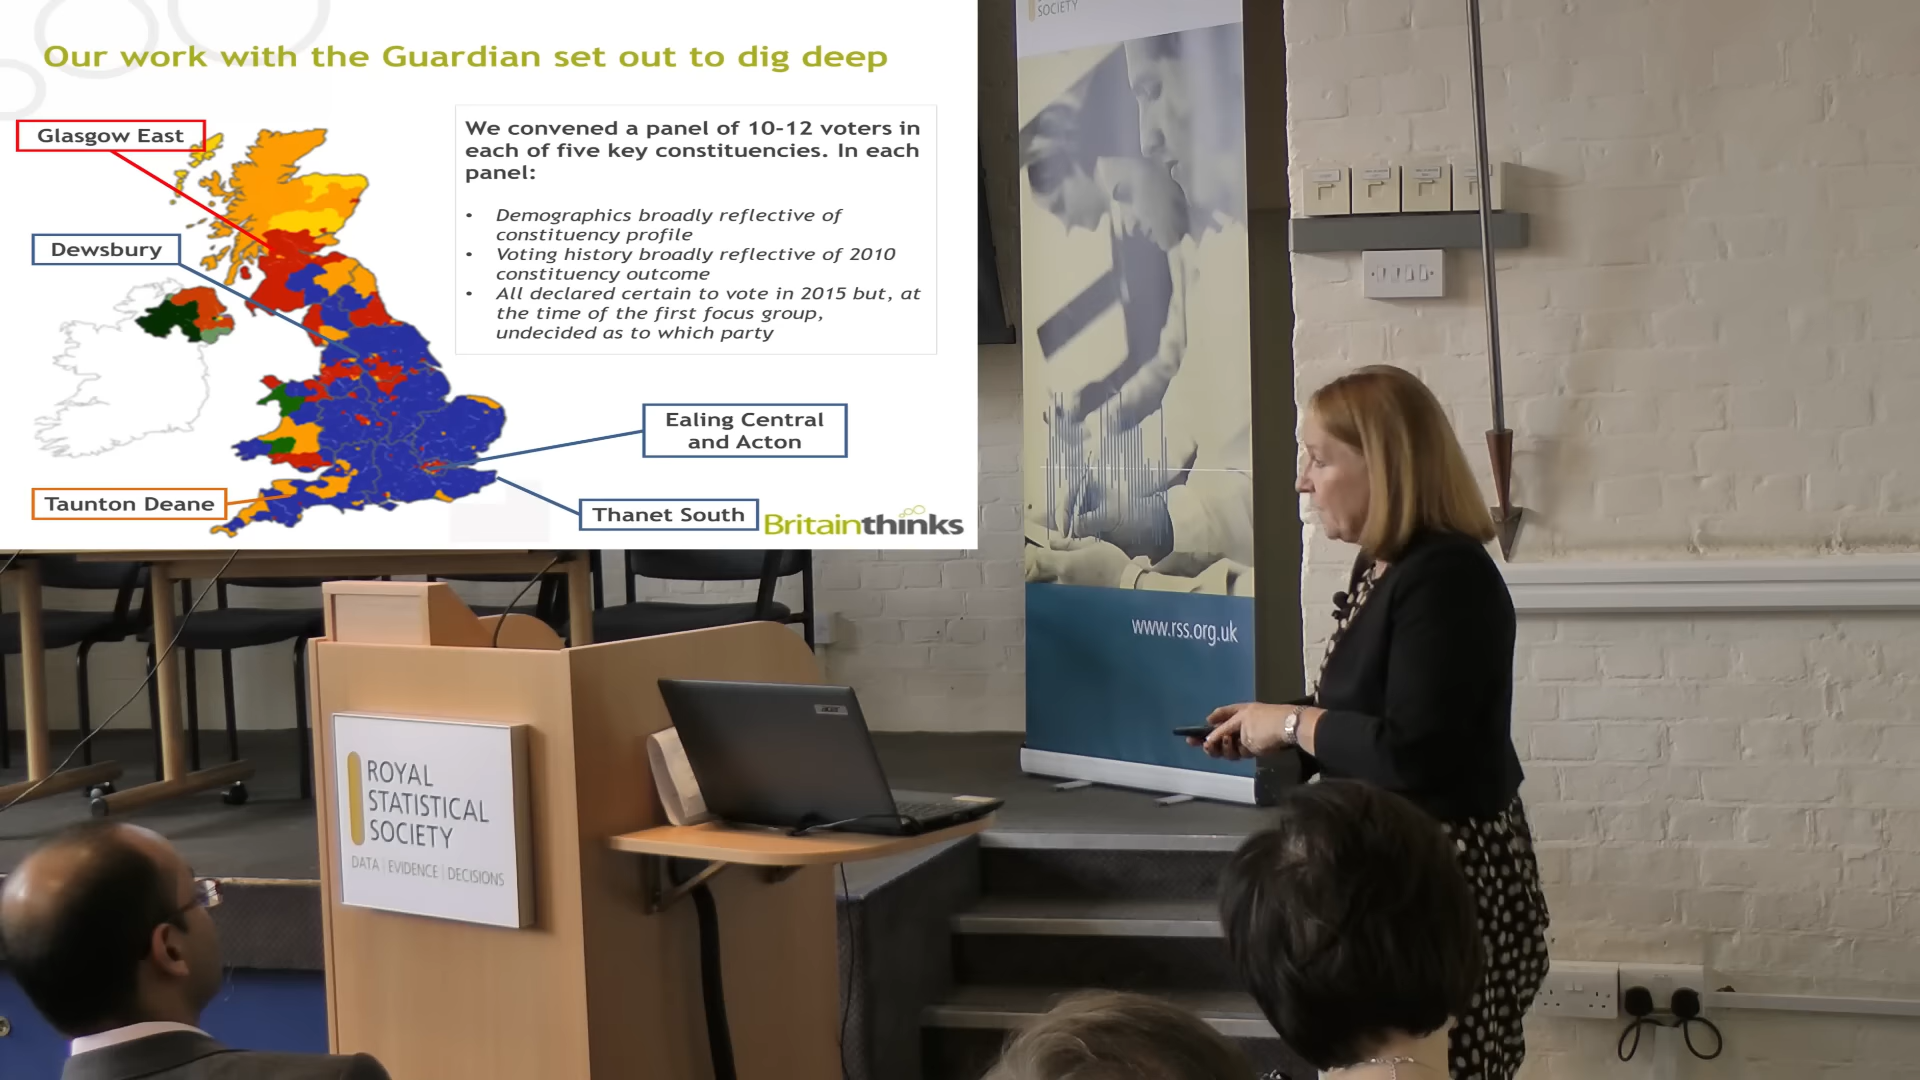 Our work with the Guardian set out to dig deep
Glasgow East
Dewsbury
Taunton Deane
Ealing Central
and Acton
Thanet South
We convened a panel of 10-12 voters in
each of five key constituencies. In each
panel:
• Demographics broadly reflective of
constituency profile
• Voting history broadly reflective of 2010
constituency outcome
• All declared certain to vote in 2015 but, at
the time of the first focus group,
undecided as to which party
Britainthinks
SOCIETY
www.rss.org.uk
acer
ROYAL
STATISTICAL
SOCIETY
DATA | EVIDENCE | DECISIONS